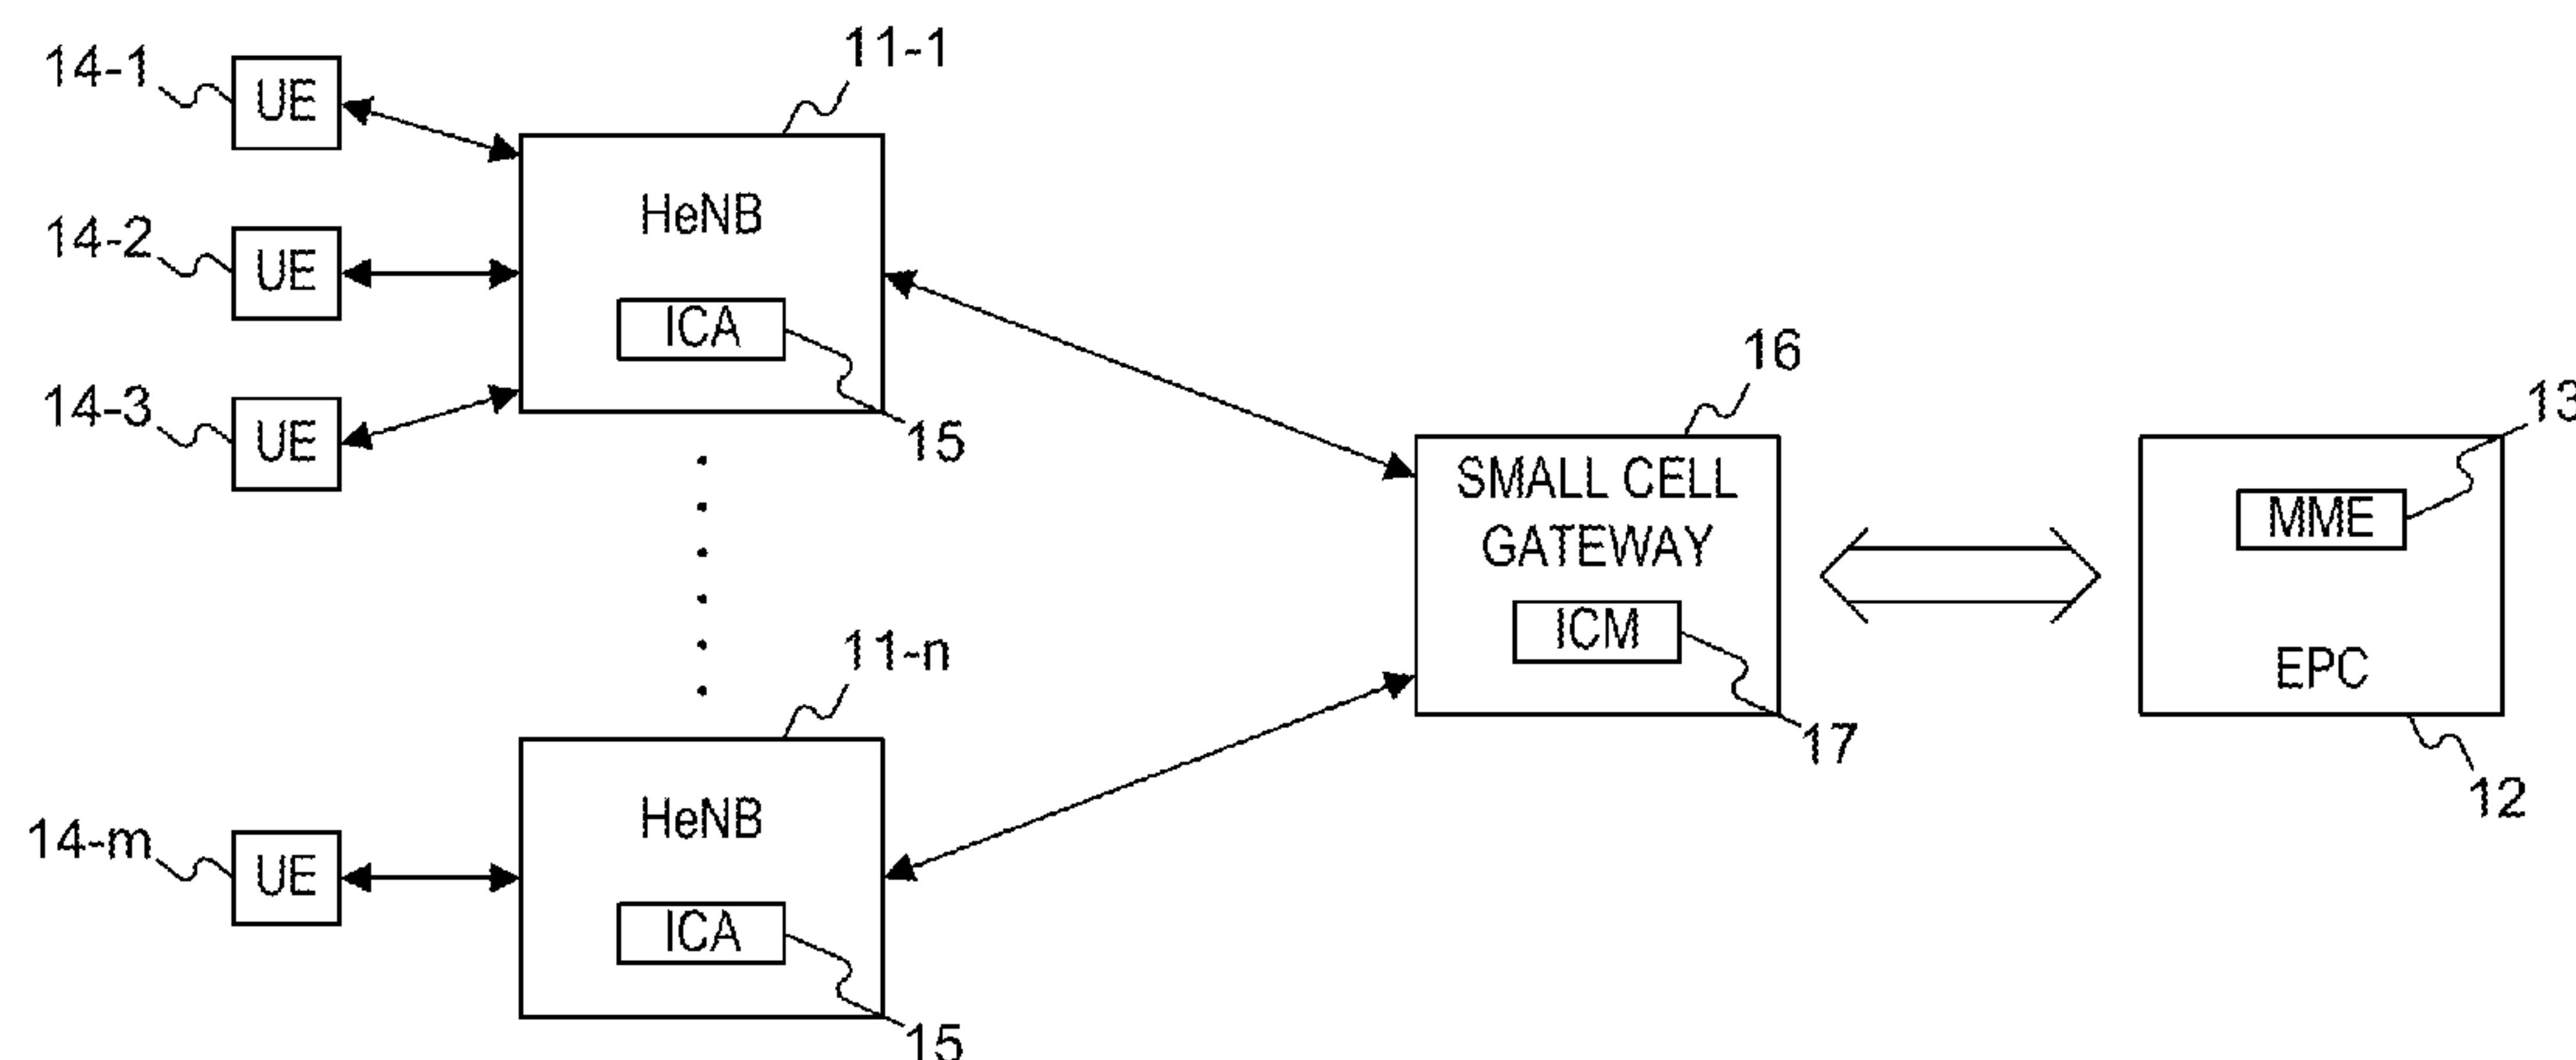 11-1
14-1
UE
14-2
UE
HeNB
ICA
14-3
UE
15
16
13
SMALL CELL
GATEWAY
MME
ICM
EPC
11-n
17
12
14-m
UE
HeNB
ICA
15